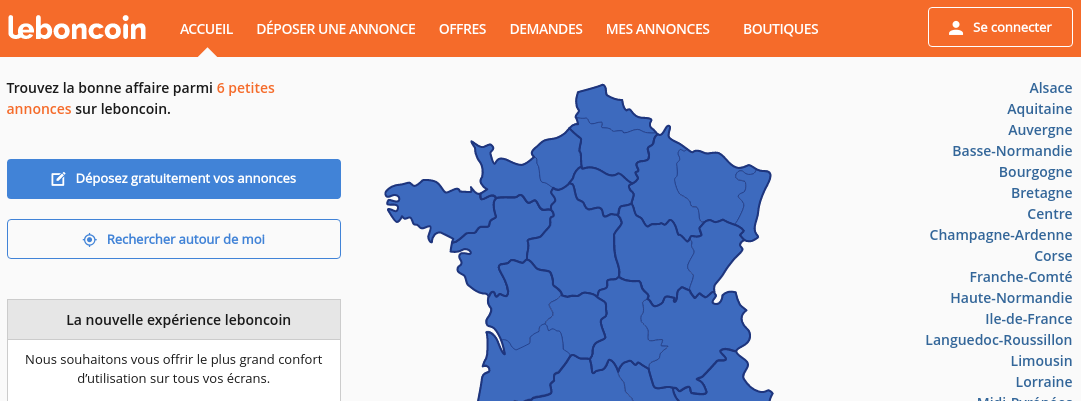 leboncoin
ACCUEIL
DÉPOSER UNE ANNONCE
OFFRES
DEMANDES
MES ANNONCES
BOUTIQUES
Se connecter
Trouvez la bonne affaire parmi 6 petites
annonces sur leboncoin.
Déposez gratuitement vos annonces
Rechercher autour de moi
La nouvelle expérience leboncoin
Nous souhaitons vous offrir le plus grand confort
d'utilisation sur tous vos écrans.
Alsace
Aquitaine
Auvergne
Basse-Normandie
Bourgogne
Bretagne
Centre
Champagne-Ardenne
Corse
Franche-Comté
Haute-Normandie
Ile-de-France
Languedoc-Roussillon
Limousin
Lorraine
Midi-Pyrénées